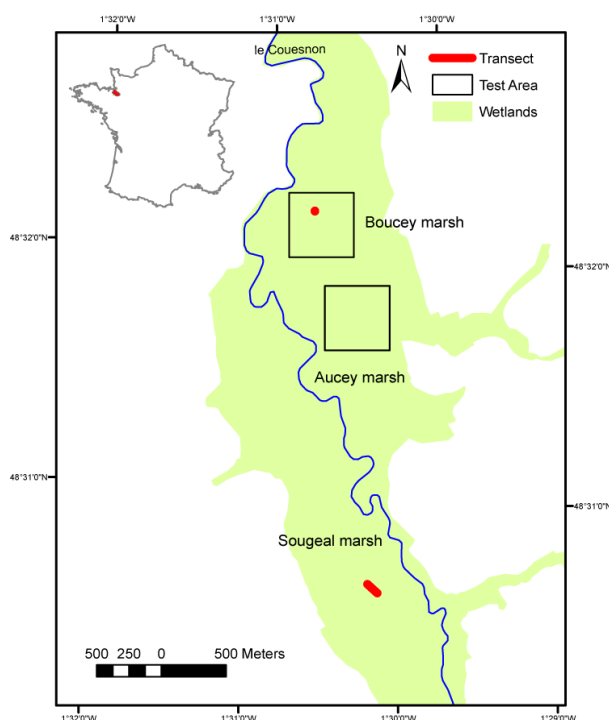 1°32'0"W 1°31'0"W 1°30'0"W
le Couesnon
N
Transect
Test Area
Wetlands
Boucey marsh
48°32'0"N
48°32'0"N
Aucey marsh
48°31'0"N
48°31'0"N
Sougeal marsh
500 250 0 500 Meters
1°32'0"W 1°31'0"W 1°30'0"W 1°29'0"W